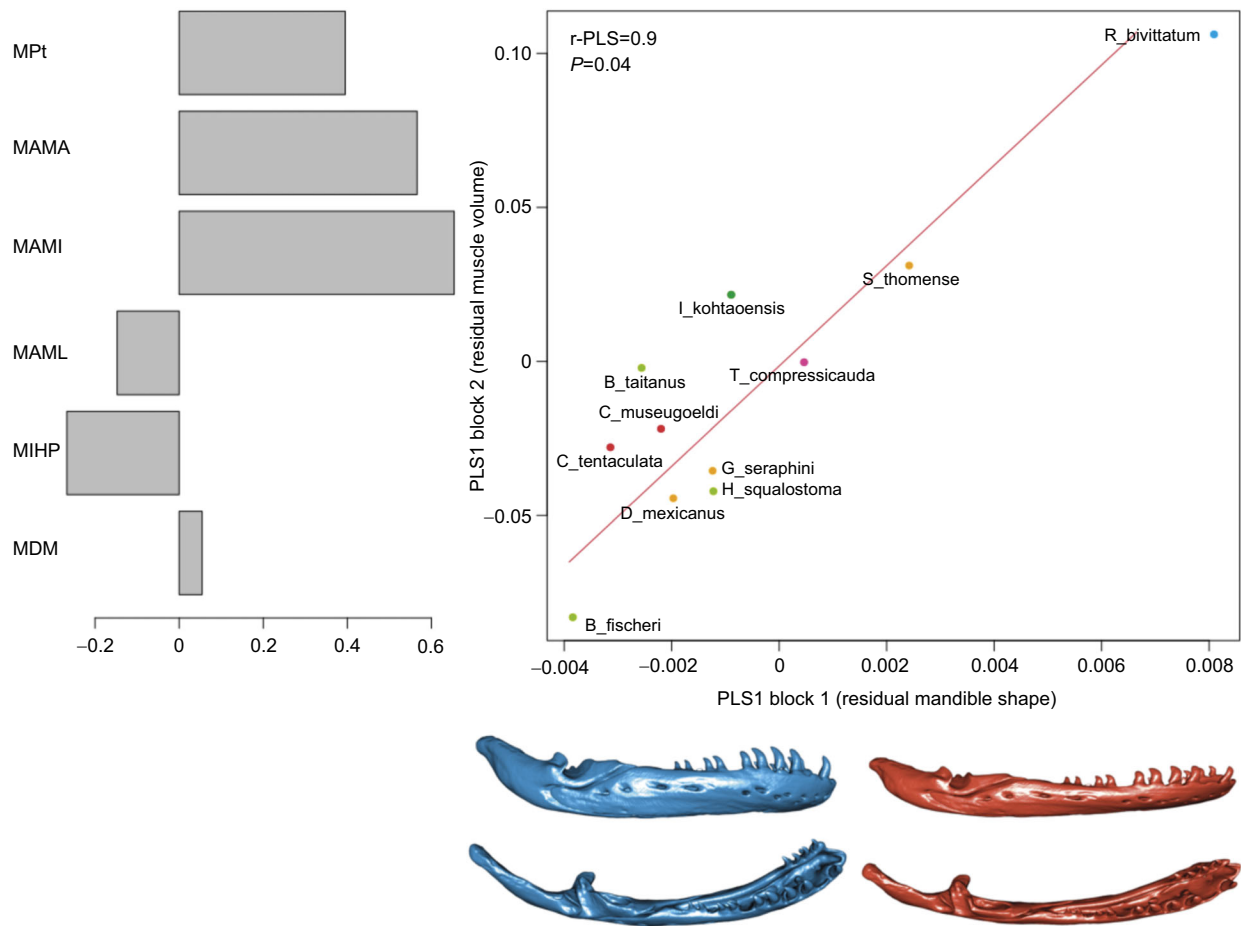 MPt
MAMA
MAMI
MAML
MIHP
MDM
−0.2 0 0.2 0.4 0.6
PLS1 block 2 (residual muscle volume)
0.10
0.05
0
−0.05
r-PLS=0.9
P=0.04
R_bivittatum
S_thomense
I_kohtaoensis
T_compressicauda
B_taitanus
C_museugoeldi
C_tentaculata
G_seraphini
H_squalostoma
D_mexicanus
B_fischeri
−0.004 −0.002 0 0.002 0.004 0.006 0.008
PLS1 block 1 (residual mandible shape)